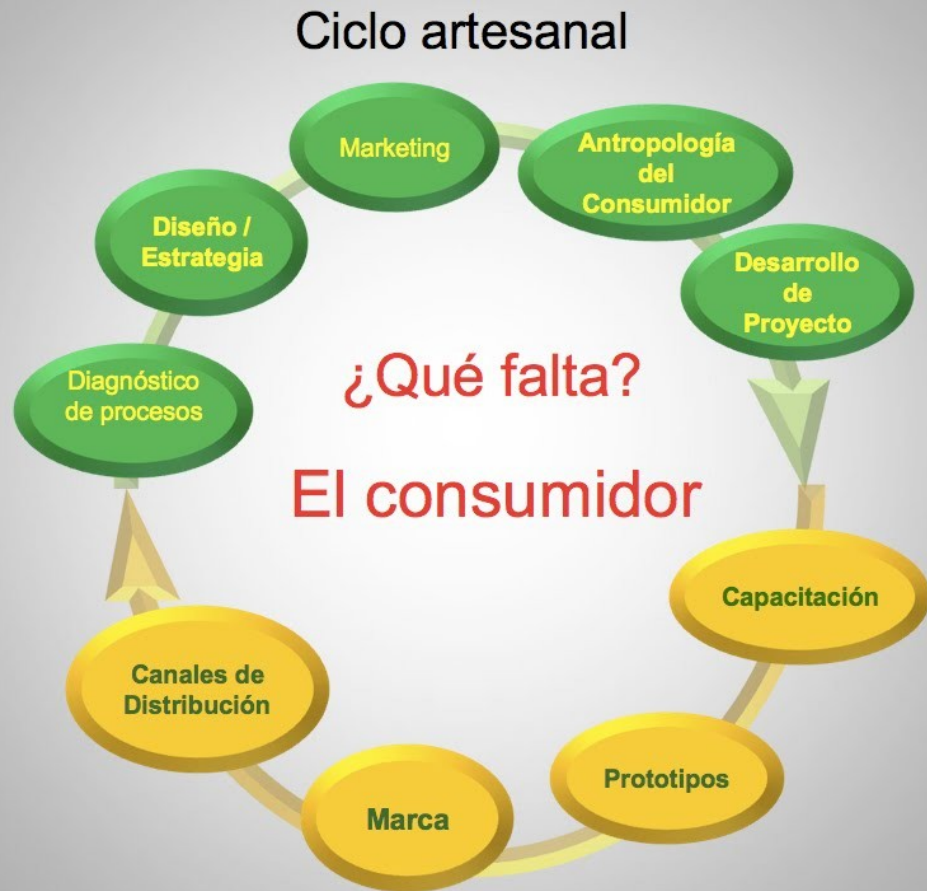 Ciclo artesanal
Marketing
Antropología
del
Consumidor
Diseño /
Estrategia
Desarrollo
de
Proyecto
Diagnóstico
de procesos
¿Qué falta?
El consumidor
Capacitación
Canales de
Distribución
Prototipos
Marca